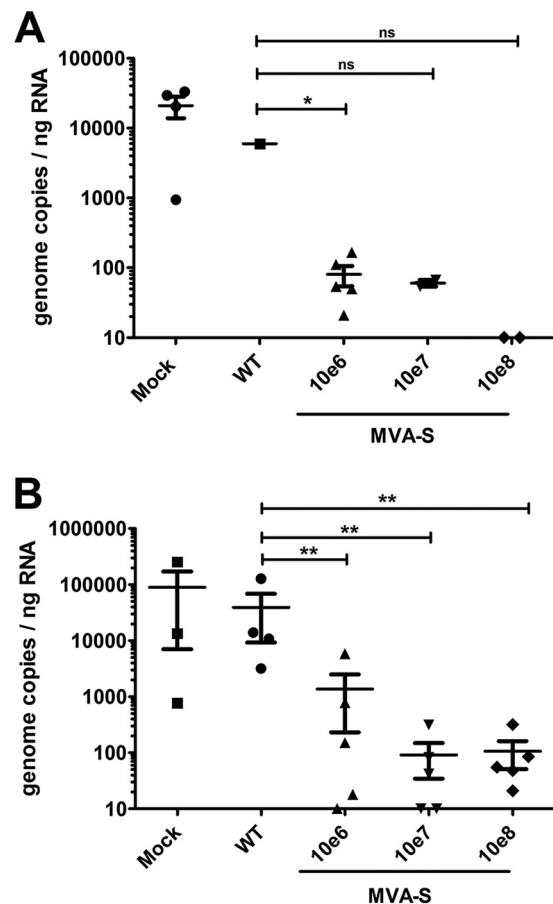 A
ns
ns
*
genome copies / ng RNA
100000
10000
1000
100
10
Mock
WT
10e6
10e7
10e8
MVA-S
B
**
**
**
genome copies / ng RNA
1000000
100000
10000
1000
100
10
Mock
WT
10e6
10e7
10e8
MVA-S